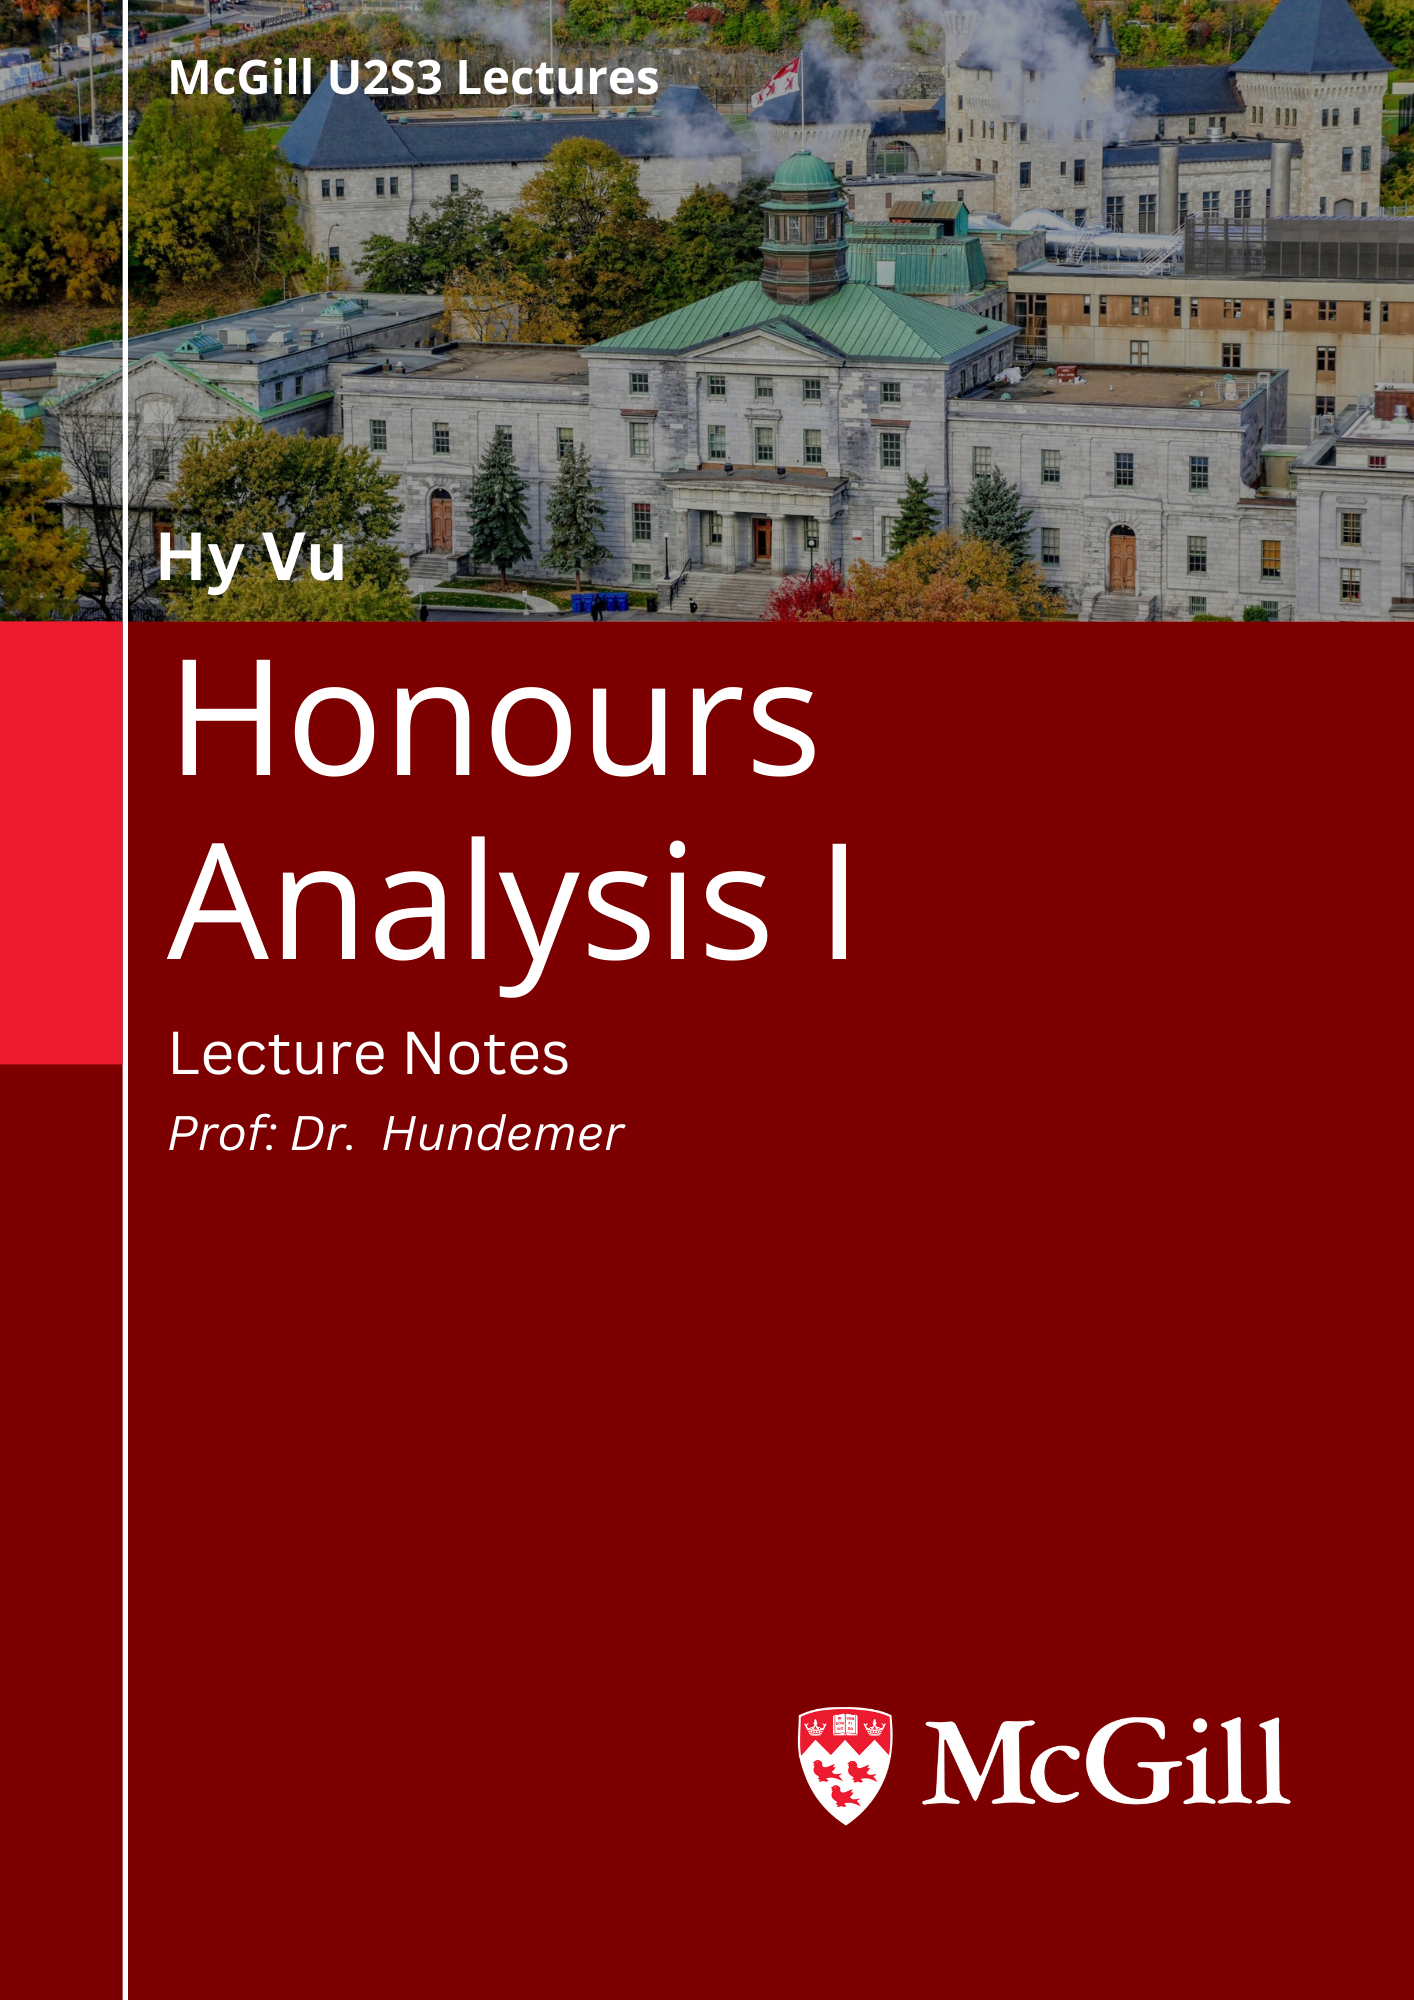 McGill U2S3 Lectures
Hy Vu
Honours
Analysis I
Lecture Notes
Prof: Dr. Hundemer
McGill